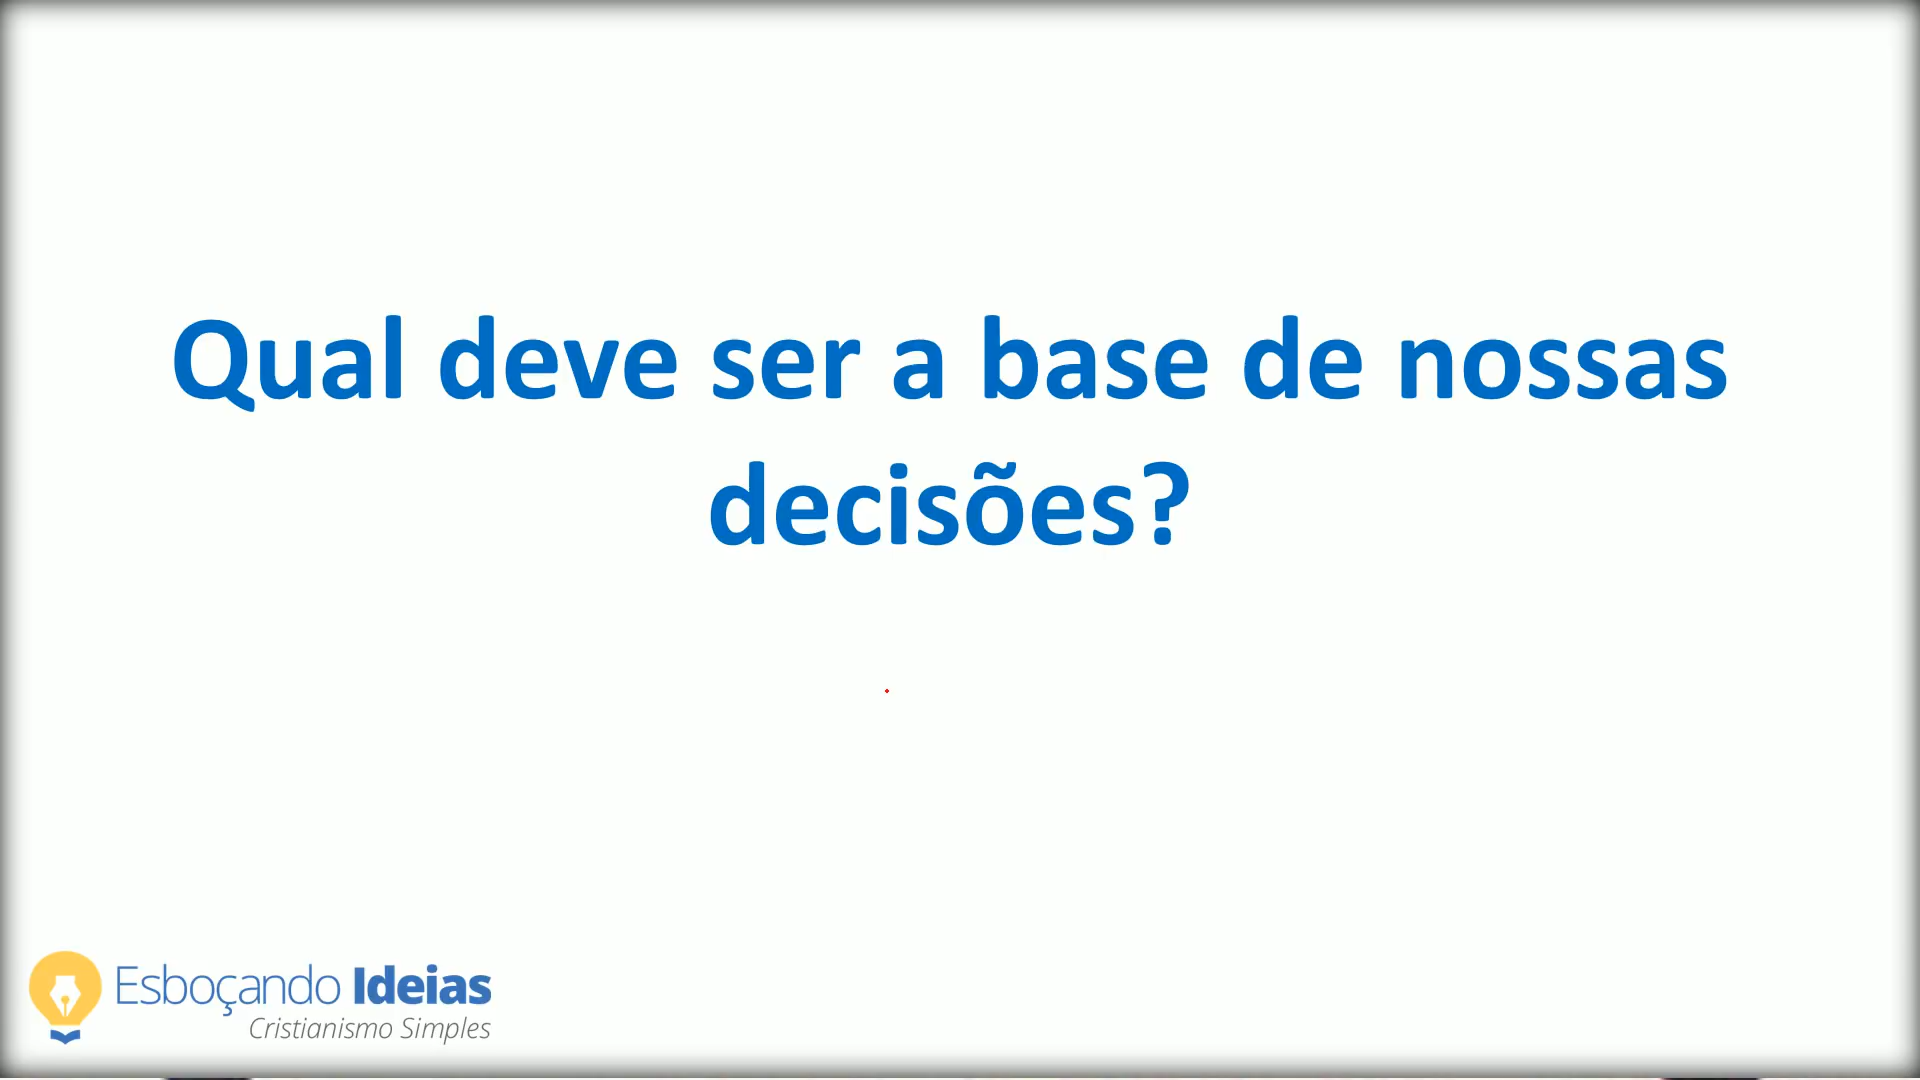 Qual deve ser a base de nossas
decisões?
Esboçando Ideias
Cristianismo Simples